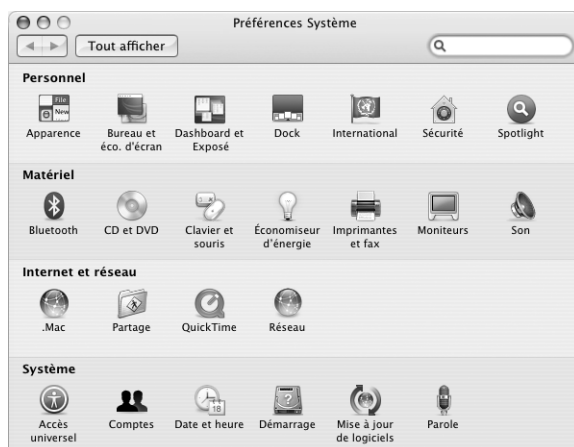 Préférences Système
Tout afficher
Personnel
File
New
Apparence
Bureau et
éco. d'écran
Dashboard et
Exposé
Dock
International
Sécurité
Spotlight
Matériel
Bluetooth
CD et DVD
Clavier et
souris
Économiseur
d'énergie
Imprimantes
et fax
Moniteurs
Son
Internet et réseau
.Mac
Partage
QuickTime
Réseau
Système
18
?
Accès
universel
Comptes
Date et heure
Démarrage
Mise à jour
de logiciels
Parole